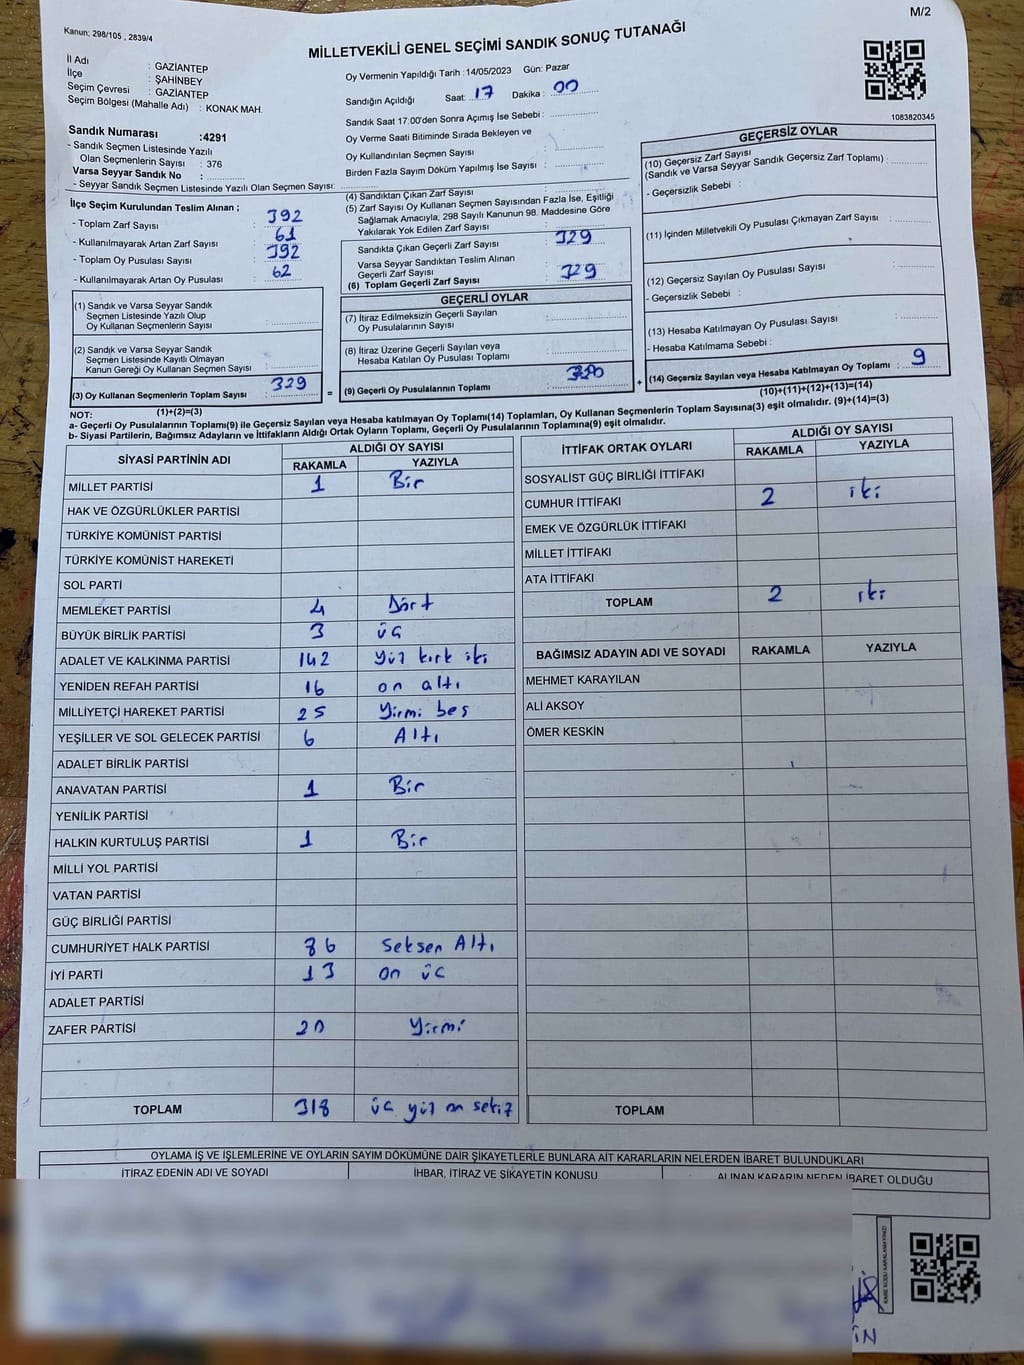 M/2
Kanun: 298/105 , 2839/4
MİLLETVEKİLİ GENEL SEÇİMİ SANDIK SONUÇ TUTANAĞI
İl Adı : GAZİANTEP
İlçe : ŞAHİNBEY
Seçim Çevresi : GAZİANTEP
Seçim Bölgesi (Mahalle Adı) : KONAK MAH.
Sandık Numarası :4291
- Sandık Seçmen Listesinde Yazılı
Olan Seçmenlerin Sayısı : 376
Varsa Seyyar Sandık No :
- Seyyar Sandık Seçmen Listesinde Yazılı Olan Seçmen Sayısı:
Oy Vermenin Yapıldığı Tarih :14/05/2023 Gün: Pazar
Sandığın Açıldığı Saat: 17 Dakika : 00
Sandık Saat 17:00'den Sonra Açımış İse Sebebi :
Oy Verme Saati Bitiminde Sırada Bekleyen ve
Oy Kullandırılan Seçmen Sayısı :
Birden Fazla Sayım Döküm Yapılmış İse Sayısı :
1083820345
İlçe Seçim Kurulundan Teslim Alınan ;
- Toplam Zarf Sayısı : 392
- Kullanılmayarak Artan Zarf Sayısı : 61
- Toplam Oy Pusulası Sayısı : 392
- Kullanılmayarak Artan Oy Pusulası : 62
(4) Sandıktan Çıkan Zarf Sayısı :
(5) Zarf Sayısı Oy Kullanan Seçmen Sayısından Fazla İse, Eşitliği
Sağlamak Amacıyla, 298 Sayılı Kanunun 98. Maddesine Göre
Yakılarak Yok Edilen Zarf Sayısı :
Sandıkta Çıkan Geçerli Zarf Sayısı : 329
Varsa Seyyar Sandıktan Teslim Alınan
Geçerli Zarf Sayısı :
(6) Toplam Geçerli Zarf Sayısı : 329
GEÇERSİZ OYLAR
(10) Geçersiz Zarf Sayısı
(Sandık ve Varsa Seyyar Sandık Geçersiz Zarf Toplamı) :
- Geçersizlik Sebebi :
(11) İçinden Milletvekili Oy Pusulası Çıkmayan Zarf Sayısı :
(12) Geçersiz Sayılan Oy Pusulası Sayısı :
- Geçersizlik Sebebi :
(13) Hesaba Katılmayan Oy Pusulası Sayısı :
- Hesaba Katılmama Sebebi :
(14) Geçersiz Sayılan veya Hesaba Katılmayan Oy Toplamı : 9
(10)+(11)+(12)+(13)=(14)
(1) Sandık ve Varsa Seyyar Sandık
Seçmen Listesinde Yazılı Olup
Oy Kullanan Seçmenlerin Sayısı :
(2) Sandık ve Varsa Seyyar Sandık
Seçmen Listesinde Kayıtlı Olmayan
Kanun Gereği Oy Kullanan Seçmen Sayısı :
(3) Oy Kullanan Seçmenlerin Toplam Sayısı : 329
GEÇERLİ OYLAR
(7) İtiraz Edilmeksizin Geçerli Sayılan
Oy Pusulalarının Sayısı :
(8) İtiraz Üzerine Geçerli Sayılan veya
Hesaba Katılan Oy Pusulası Toplamı :
= (9) Geçerli Oy Pusulalarının Toplamı : 320 +
NOT: (1)+(2)=(3)
a- Geçerli Oy Pusulalarının Toplamı(9) ile Geçersiz Sayılan veya Hesaba katılmayan Oy Toplamı(14) Toplamları, Oy Kullanan Seçmenlerin Toplam Sayısına(3) eşit olmalıdır. (9)+(14)=(3)
b- Siyasi Partilerin, Bağımsız Adayların ve İttifakların Aldığı Ortak Oyların Toplamı, Geçerli Oy Pusulalarının Toplamına(9) eşit olmalıdır.
SİYASİ PARTİNİN ADI ALDIĞI OY SAYISI
RAKAMLA YAZIYLA
MİLLET PARTİSİ 1 Bir
HAK VE ÖZGÜRLÜKLER PARTİSİ
TÜRKİYE KOMÜNİST PARTİSİ
TÜRKİYE KOMÜNİST HAREKETİ
SOL PARTİ
MEMLEKET PARTİSİ 4 Dört
BÜYÜK BİRLİK PARTİSİ 3 üç
ADALET VE KALKINMA PARTİSİ 142 Yüz kırk iki
YENİDEN REFAH PARTİSİ 16 on altı
MİLLİYETÇİ HAREKET PARTİSİ 25 Yirmi beş
YEŞİLLER VE SOL GELECEK PARTİSİ 6 Altı
ADALET BİRLİK PARTİSİ
ANAVATAN PARTİSİ 1 Bir
YENİLİK PARTİSİ
HALKIN KURTULUŞ PARTİSİ 1 Bir
MİLLİ YOL PARTİSİ
VATAN PARTİSİ
GÜÇ BİRLİĞİ PARTİSİ
CUMHURİYET HALK PARTİSİ 86 Seksen Altı
İYİ PARTİ 13 on üç
ADALET PARTİSİ
ZAFER PARTİSİ 20 Yirmi
TOPLAM 318 üç yüz on sekiz
İTTİFAK ORTAK OYLARI ALDIĞI OY SAYISI
RAKAMLA YAZIYLA
SOSYALİST GÜÇ BİRLİĞİ İTTİFAKI
CUMHUR İTTİFAKI 2 iki
EMEK VE ÖZGÜRLÜK İTTİFAKI
MİLLET İTTİFAKI
ATA İTTİFAKI
TOPLAM 2 iki
BAĞIMSIZ ADAYIN ADI VE SOYADI RAKAMLA YAZIYLA
MEHMET KARAYILAN
ALİ AKSOY
ÖMER KESKİN
TOPLAM
OYLAMA İŞ VE İŞLEMLERİNE VE OYLARIN SAYIM DÖKÜMÜNE DAİR ŞİKAYETLERLE BUNLARA AİT KARARLARIN NELERDEN İBARET BULUNDUKLARI
İTİRAZ EDENİN ADI VE SOYADI İHBAR, İTİRAZ VE ŞİKAYETİN KONUSU ALINAN KARARIN NEDEN İBARET OLDUĞU